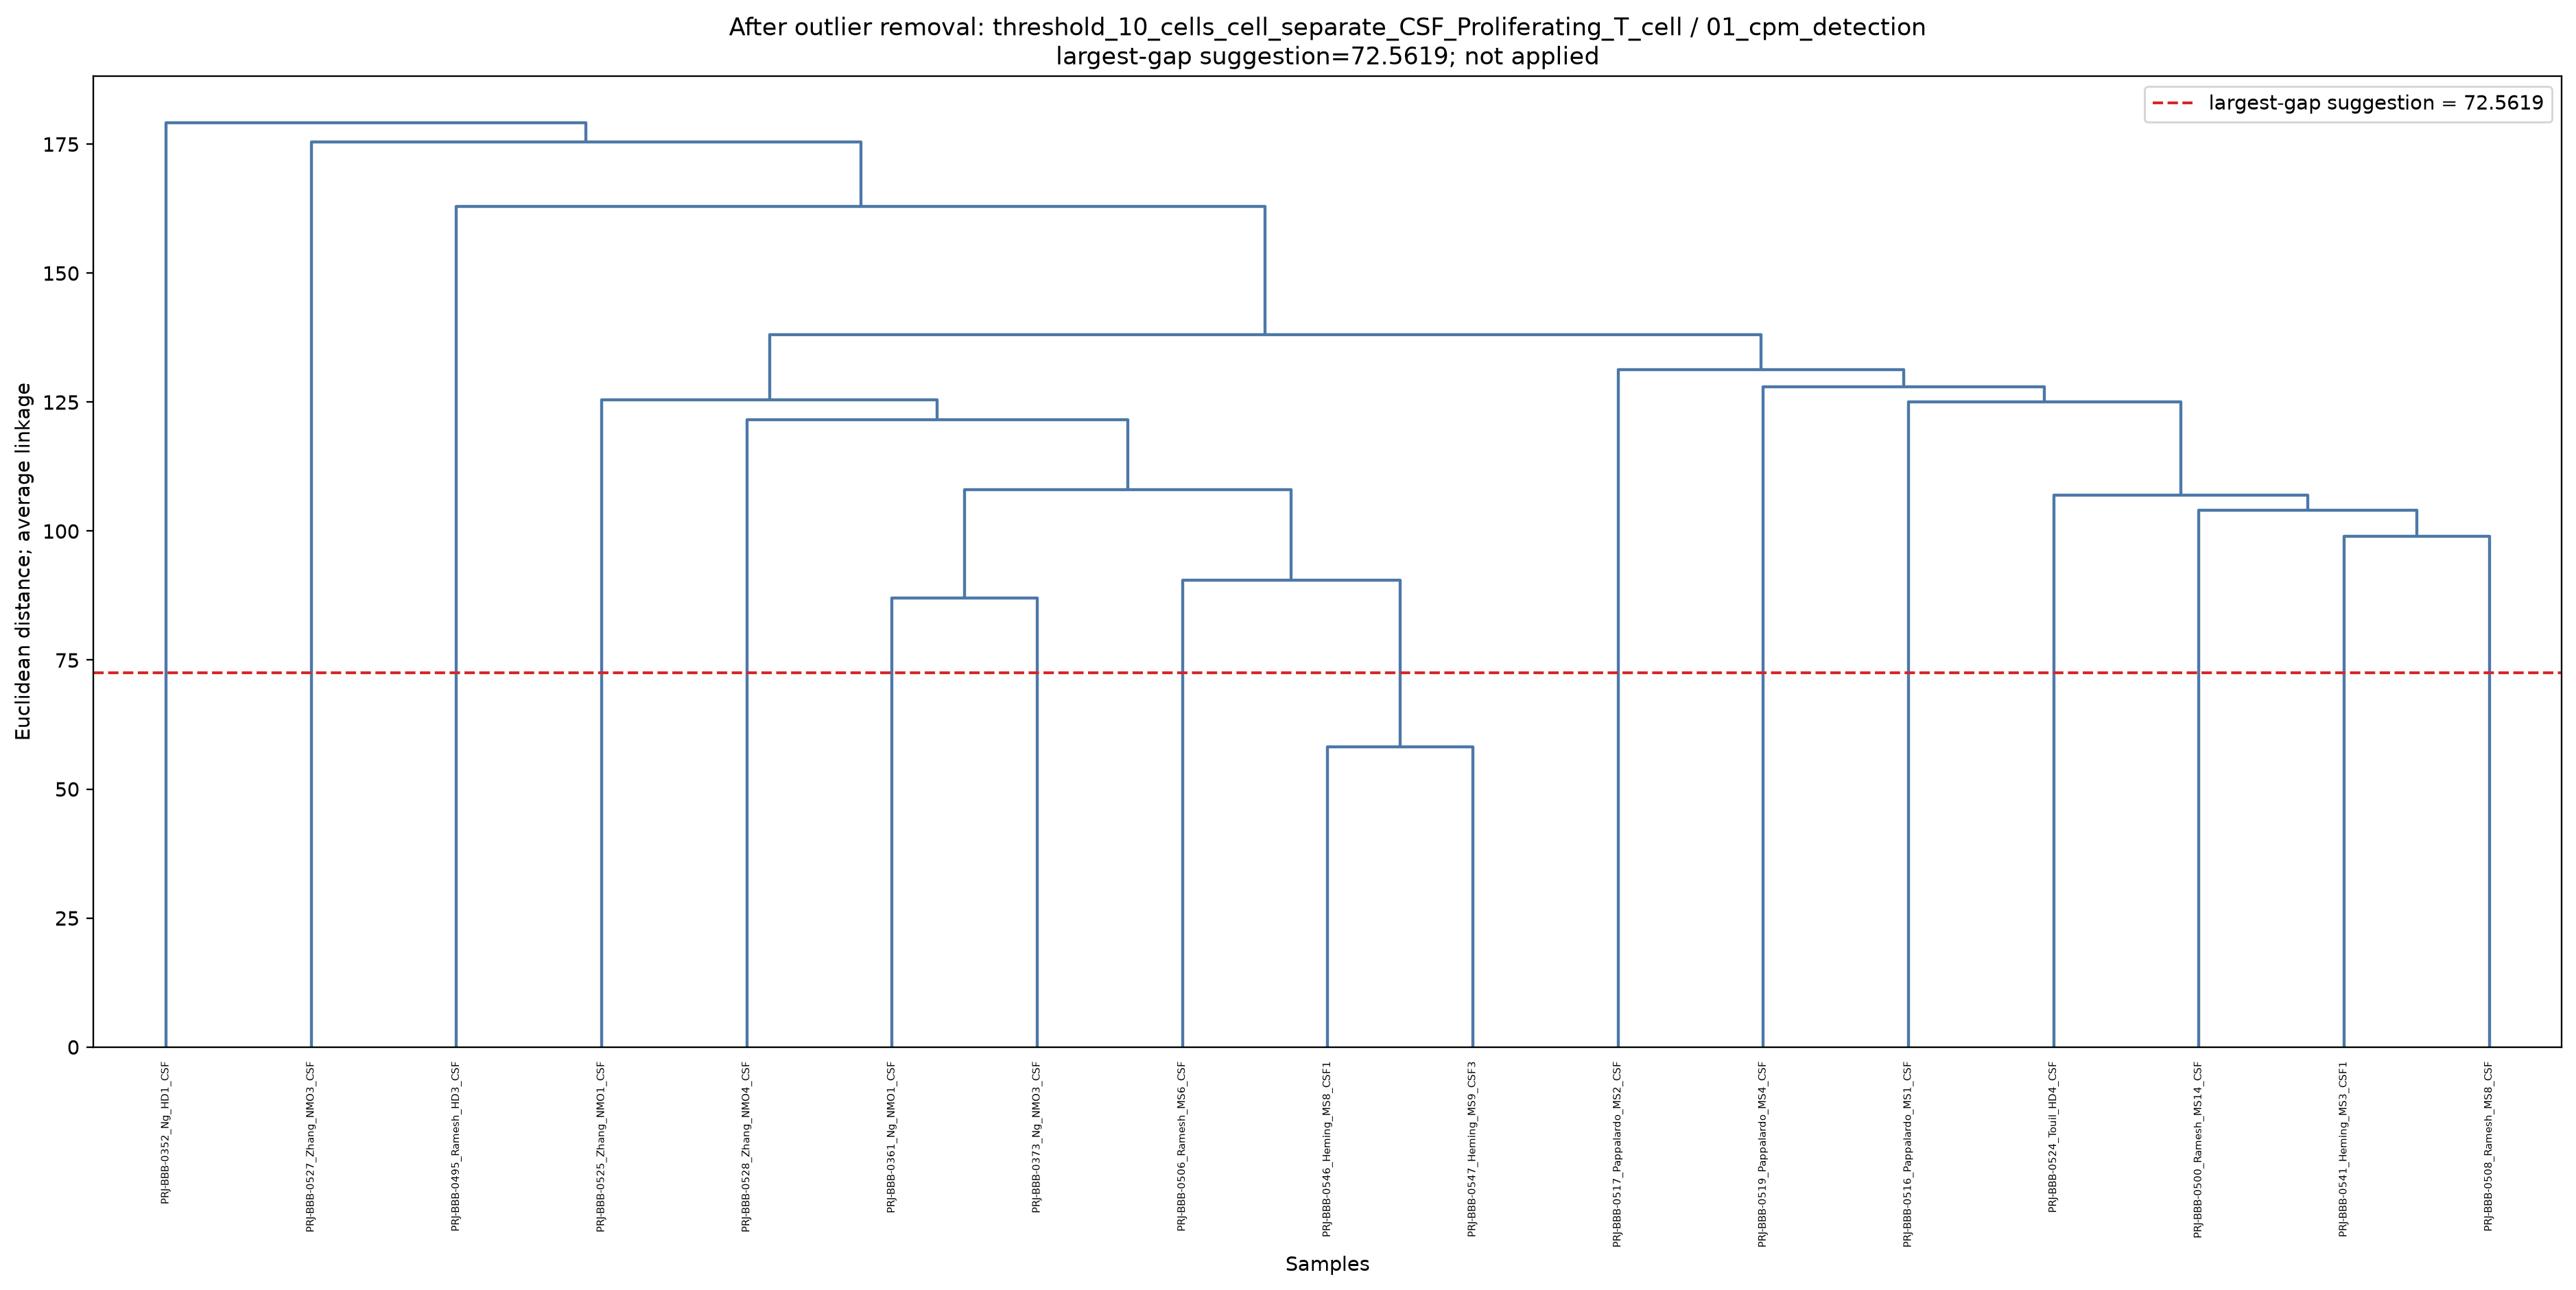 After outlier removal: threshold_10_cells_cell_separate_CSF_Proliferating_T_cell / 01_cpm_detection
largest-gap suggestion=72.5619; not applied
largest-gap suggestion = 72.5619
Euclidean distance; average linkage
175
150
125
100
75
50
25
0
PRJ-BBB-0352_Ng_HD1_CSF
PRJ-BBB-0527_Zhang_NMO3_CSF
PRJ-BBB-0495_Ramesh_HD3_CSF
PRJ-BBB-0525_Zhang_NMO1_CSF
PRJ-BBB-0528_Zhang_NMO4_CSF
PRJ-BBB-0361_Ng_NMO1_CSF
PRJ-BBB-0373_Ng_NMO3_CSF
PRJ-BBB-0506_Ramesh_MS6_CSF
PRJ-BBB-0546_Heming_MS8_CSF1
PRJ-BBB-0547_Heming_MS9_CSF3
PRJ-BBB-0517_Pappalardo_MS2_CSF
PRJ-BBB-0519_Pappalardo_MS4_CSF
PRJ-BBB-0516_Pappalardo_MS1_CSF
PRJ-BBB-0524_Touil_HD4_CSF
PRJ-BBB-0500_Ramesh_MS14_CSF
PRJ-BBB-0541_Heming_MS3_CSF1
PRJ-BBB-0508_Ramesh_MS8_CSF
Samples